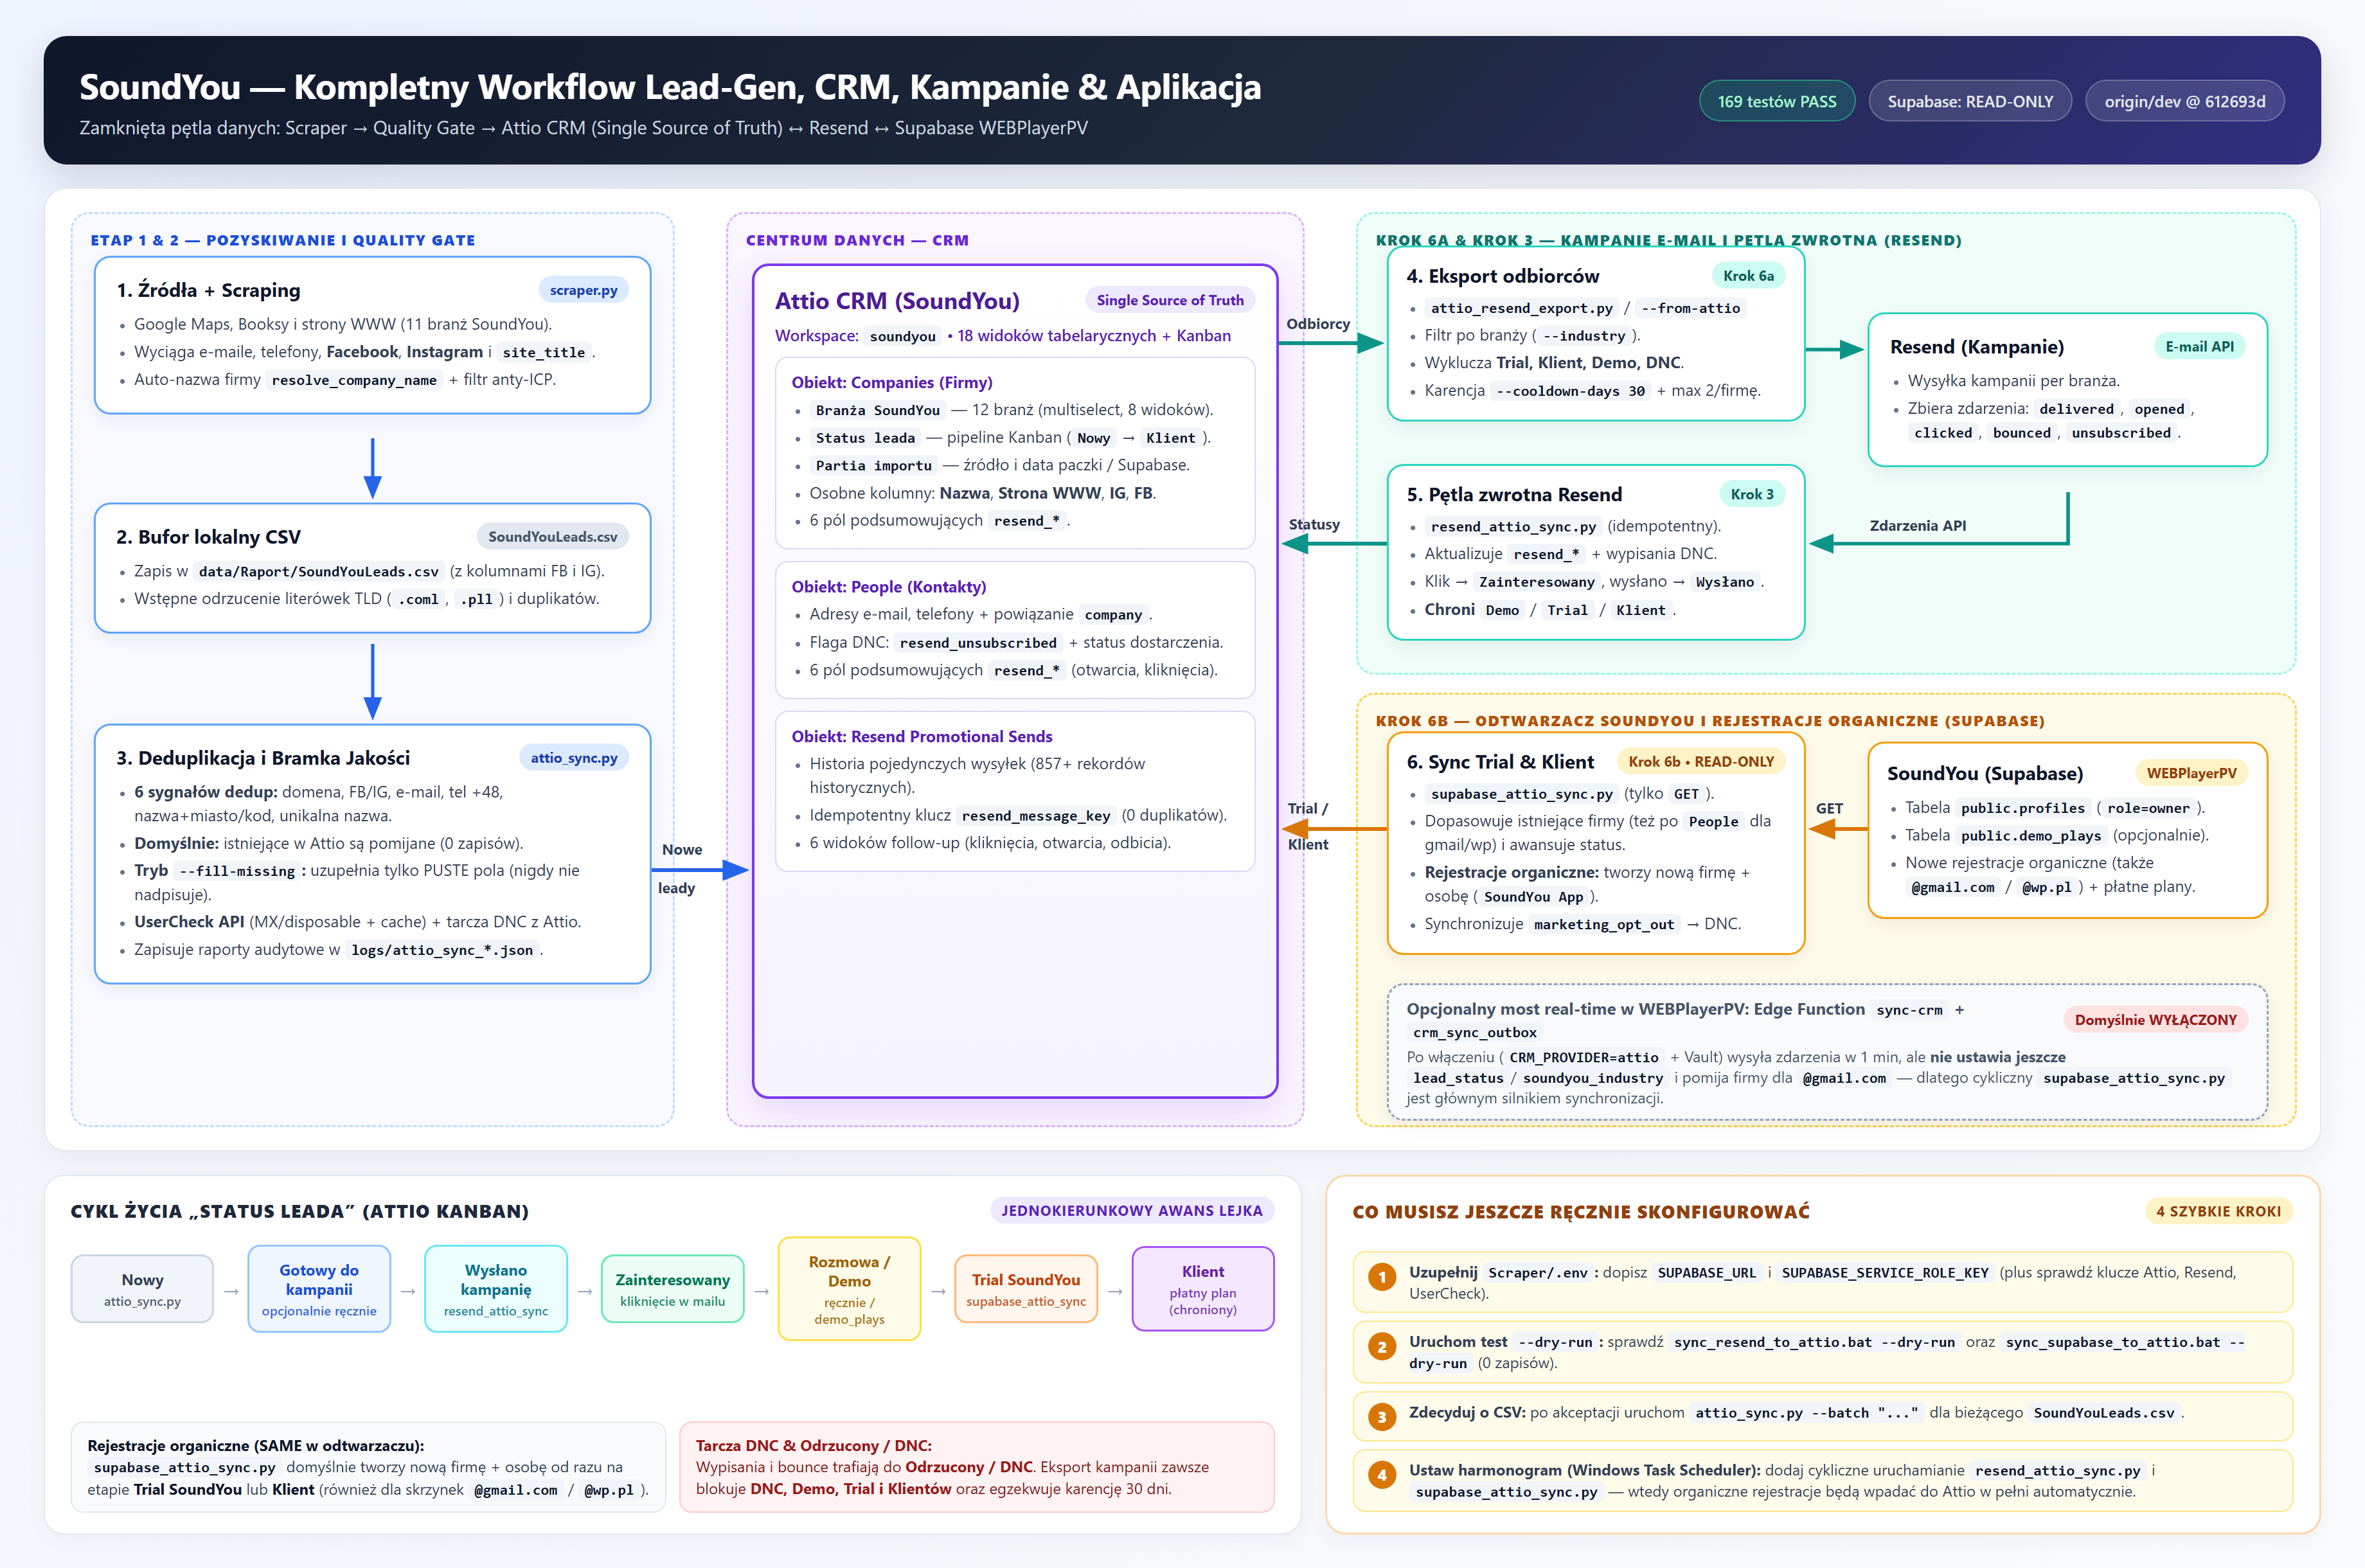 SoundYou — Kompletny Workflow Lead-Gen, CRM, Kampanie & Aplikacja
Zamknięta pętla danych: Scraper → Quality Gate → Attio CRM (Single Source of Truth) ↔ Resend ↔ Supabase WEBPlayerPV
169 testów PASS
Supabase: READ-ONLY
origin/dev @ 612693d
ETAP 1 & 2 — POZYSKIWANIE I QUALITY GATE
1. Źródła + Scraping
scraper.py
• Google Maps, Booksy i strony WWW (11 branż SoundYou).
• Wyciąga e-maile, telefony, Facebook, Instagram i site_title.
• Auto-nazwa firmy resolve_company_name + filtr anty-ICP.
2. Bufor lokalny CSV
SoundYouLeads.csv
• Zapis w data/Raport/SoundYouLeads.csv (z kolumnami FB i IG).
• Wstępne odrzucenie literówek TLD (.coml, .pll) i duplikatów.
3. Deduplikacja i Bramka Jakości
attio_sync.py
• 6 sygnałów dedup: domena, FB/IG, e-mail, tel +48,
nazwa+miasto/kod, unikalna nazwa.
• Domyślnie: istniejące w Attio są pomijane (0 zapisów).
• Tryb --fill-missing: uzupełnia tylko PUSTE pola (nigdy nie
nadpisuje).
• UserCheck API (MX/disposable + cache) + tarcza DNC z Attio.
• Zapisuje raporty audytowe w logs/attio_sync_*.json.
Nowe
leady
CENTRUM DANYCH — CRM
Attio CRM (SoundYou)
Single Source of Truth
Workspace: soundyou • 18 widoków tabelarycznych + Kanban
Obiekt: Companies (Firmy)
• Branża SoundYou — 12 branż (multiselect, 8 widoków).
• Status leada — pipeline Kanban (Nowy → Klient).
• Partia importu — źródło i data paczki / Supabase.
• Osobne kolumny: Nazwa, Strona WWW, IG, FB.
• 6 pól podsumowujących resend_*.
Obiekt: People (Kontakty)
• Adresy e-mail, telefony + powiązanie company.
• Flaga DNC: resend_unsubscribed + status dostarczenia.
• 6 pól podsumowujących resend_* (otwarcia, kliknięcia).
Obiekt: Resend Promotional Sends
• Historia pojedynczych wysyłek (857+ rekordów
historycznych).
• Idempotentny klucz resend_message_key (0 duplikatów).
• 6 widoków follow-up (kliknięcia, otwarcia, odbicia).
Odbiorcy
Statusy
Trial /
Klient
KROK 6A & KROK 3 — KAMPANIE E-MAIL I PĘTLA ZWROTNA (RESEND)
4. Eksport odbiorców
Krok 6a
• attio_resend_export.py / --from-attio
• Filtr po branży (--industry).
• Wyklucza Trial, Klient, Demo, DNC.
• Karencja --cooldown-days 30 + max 2/firmę.
Resend (Kampanie)
E-mail API
• Wysyłka kampanii per branża.
• Zbiera zdarzenia: delivered, opened,
clicked, bounced, unsubscribed.
5. Pętla zwrotna Resend
Krok 3
• resend_attio_sync.py (idempotentny).
• Aktualizuje resend_* + wypisania DNC.
• Klik → Zainteresowany, wysłano → Wysłano.
• Chroni Demo / Trial / Klient.
Zdarzenia API
KROK 6B — ODTWARZACZ SOUNDYOU I REJESTRACJE ORGANICZNE (SUPABASE)
6. Sync Trial & Klient
Krok 6b • READ-ONLY
• supabase_attio_sync.py (tylko GET).
• Dopasowuje istniejące firmy (też po People dla
gmail/wp) i awansuje status.
• Rejestracje organiczne: tworzy nową firmę +
osobę (SoundYou App).
• Synchronizuje marketing_opt_out → DNC.
GET
SoundYou (Supabase)
WEBPlayerPV
• Tabela public.profiles (role=owner).
• Tabela public.demo_plays (opcjonalnie).
• Nowe rejestracje organiczne (także
@gmail.com / @wp.pl) + płatne plany.
Opcjonalny most real-time w WEBPlayerPV: Edge Function sync-crm +
crm_sync_outbox
Domyślnie WYŁĄCZONY
Po włączeniu (CRM_PROVIDER=attio + Vault) wysyła zdarzenia w 1 min, ale nie ustawia jeszcze
lead_status / soundyou_industry i pomija firmy dla @gmail.com — dlatego cykliczny supabase_attio_sync.py
jest głównym silnikiem synchronizacji.
CYKL ŻYCIA „STATUS LEADA” (ATTIO KANBAN)
JEDNOKIERUNKOWY AWANS LEJKA
Nowy
attio_sync.py
→
Gotowy do
kampanii
opcjonalnie ręcznie
→
Wysłano
kampanię
resend_attio_sync
→
Zainteresowany
kliknięcie w mailu
→
Rozmowa /
Demo
ręcznie /
demo_plays
→
Trial SoundYou
supabase_attio_sync
→
Klient
płatny plan
(chroniony)
Rejestracje organiczne (SAME w odtwarzaczu):
supabase_attio_sync.py domyślnie tworzy nową firmę + osobę od razu na
etapie Trial SoundYou lub Klient (również dla skrzynek @gmail.com / @wp.pl).
Tarcza DNC & Odrzucony / DNC:
Wypisania i bounce trafiają do Odrzucony / DNC. Eksport kampanii zawsze
blokuje DNC, Demo, Trial i Klientów oraz egzekwuje karencję 30 dni.
CO MUSISZ JESZCZE RĘCZNIE SKONFIGUROWAĆ
4 SZYBKIE KROKI
1
Uzupełnij Scraper/.env: dopisz SUPABASE_URL i SUPABASE_SERVICE_ROLE_KEY (plus sprawdź klucze Attio, Resend,
UserCheck).
2
Uruchom test --dry-run: sprawdź sync_resend_to_attio.bat --dry-run oraz sync_supabase_to_attio.bat --
dry-run (0 zapisów).
3
Zdecyduj o CSV: po akceptacji uruchom attio_sync.py --batch "..." dla bieżącego SoundYouLeads.csv.
4
Ustaw harmonogram (Windows Task Scheduler): dodaj cykliczne uruchamianie resend_attio_sync.py i
supabase_attio_sync.py — wtedy organiczne rejestracje będą wpadać do Attio w pełni automatycznie.